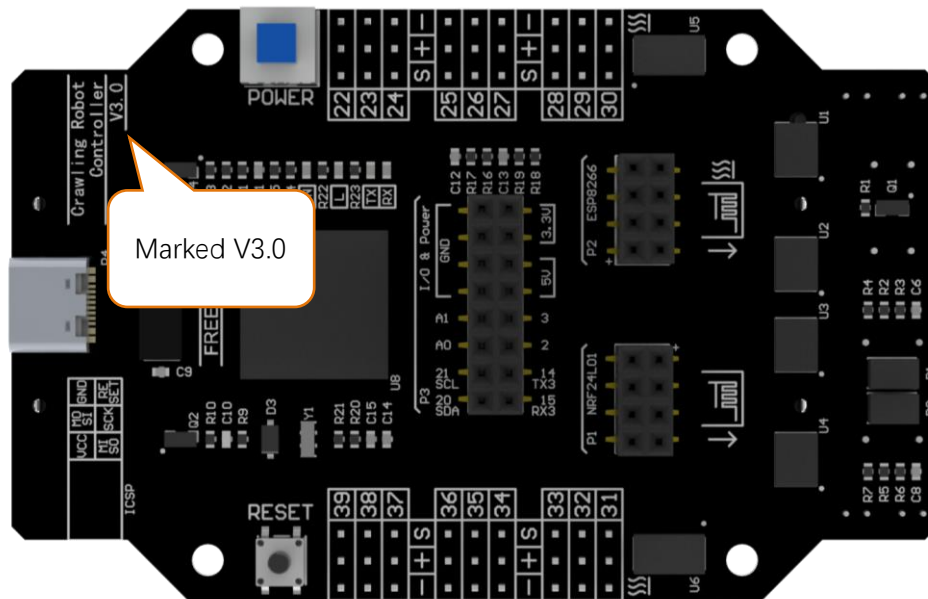 Crawling Robot
Controller
V3.0
Marked V3.0
POWER
22
23
24
S + -
25
26
27
S + -
28
29
30
U5
U1
U2
U3
U4
R1
Q1
R4
R2
R3
C6
R7
R5
R6
C8
C12
R17
R16
C13
R19
R18
R22
L
R23
TX
RX
I/O & Power
GND
3.3V
5V
A1
3
A0
2
21
SCL
14
TX3
20
SDA
15
RX3
P3
P2 ESP8266
P1 NRF24L01
FREE
U8
C9
Q2
R10
C10
R9
D3
Y1
R21
R20
C15
C14
VCC
MO
SI
GND
MI
SO
SCK
RE
SET
ICSP
RESET
39
38
37
S + -
36
35
34
S + -
33
32
31
U6